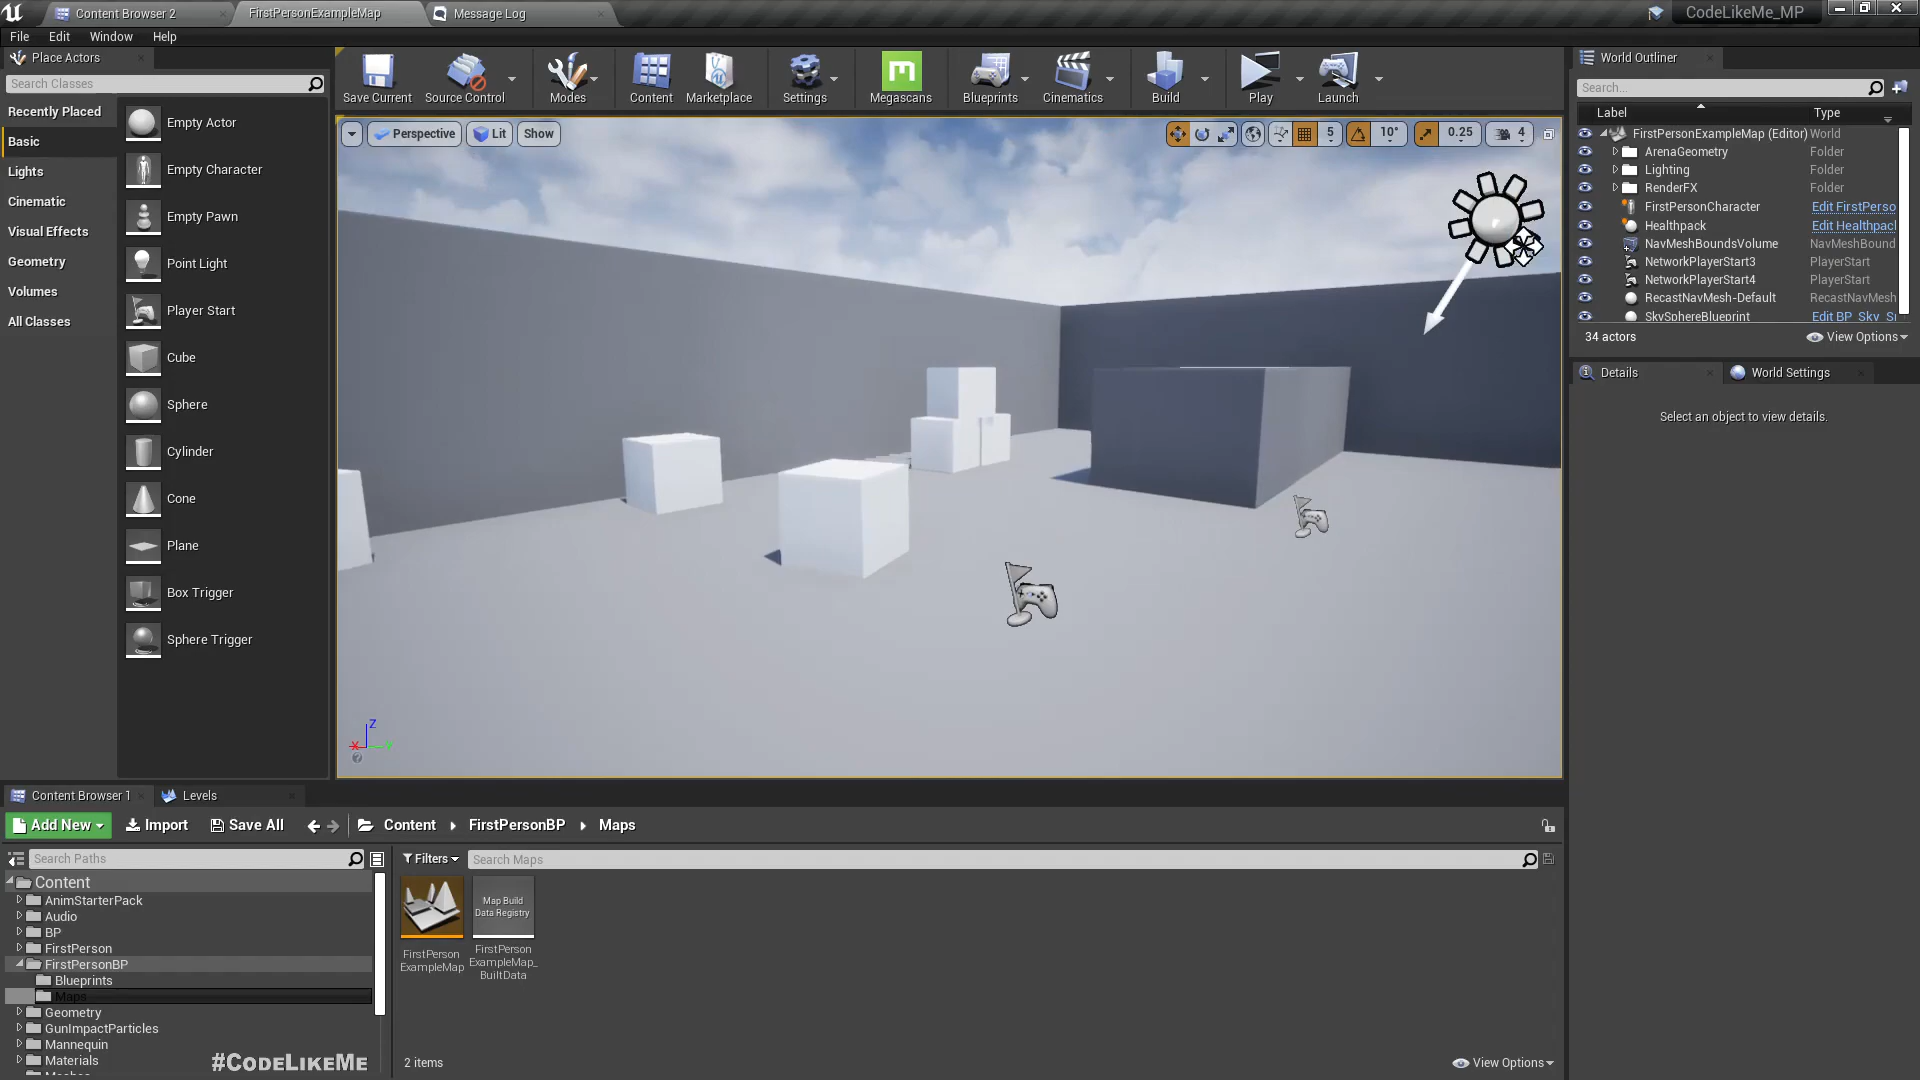 Content Browser 2
FirstPersonExampleMap
Message Log
CodeLikeMe_MP
File Edit Window Help
Place Actors
Search Classes
Recently Placed
Basic
Lights
Cinematic
Visual Effects
Geometry
Volumes
All Classes
Empty Actor
Empty Character
Empty Pawn
Point Light
Player Start
Cube
Sphere
Cylinder
Cone
Plane
Box Trigger
Sphere Trigger
Save Current Source Control Modes Content Marketplace Settings Megascans Blueprints Cinematics Build Play Launch
Perspective Lit Show
5 10° 0.25 4
Z
X
World Outliner
Search...
Label Type
FirstPersonExampleMap (Editor) World
ArenaGeometry Folder
Lighting Folder
RenderFX Folder
FirstPersonCharacter Edit FirstPerso
Healthpack Edit Healthpacl
NavMeshBoundsVolume NavMeshBound
NetworkPlayerStart3 PlayerStart
NetworkPlayerStart4 PlayerStart
RecastNavMesh-Default RecastNavMesh
SkySphereBlueprint Edit BP_Sky_S
34 actors View Options
Details World Settings
Select an object to view details.
Content Browser 1 Levels
Add New Import Save All Content FirstPersonBP Maps
Search Paths
Filters Search Maps
Content
AnimStarterPack
Audio
BP
FirstPerson
FirstPersonBP
Blueprints
Maps
Geometry
GunImpactParticles
Mannequin
Materials
Map Build
Data Registry
FirstPerson
ExampleMap
FirstPerson
ExampleMap_
BuiltData
#CodeLikeMe
2 items View Options